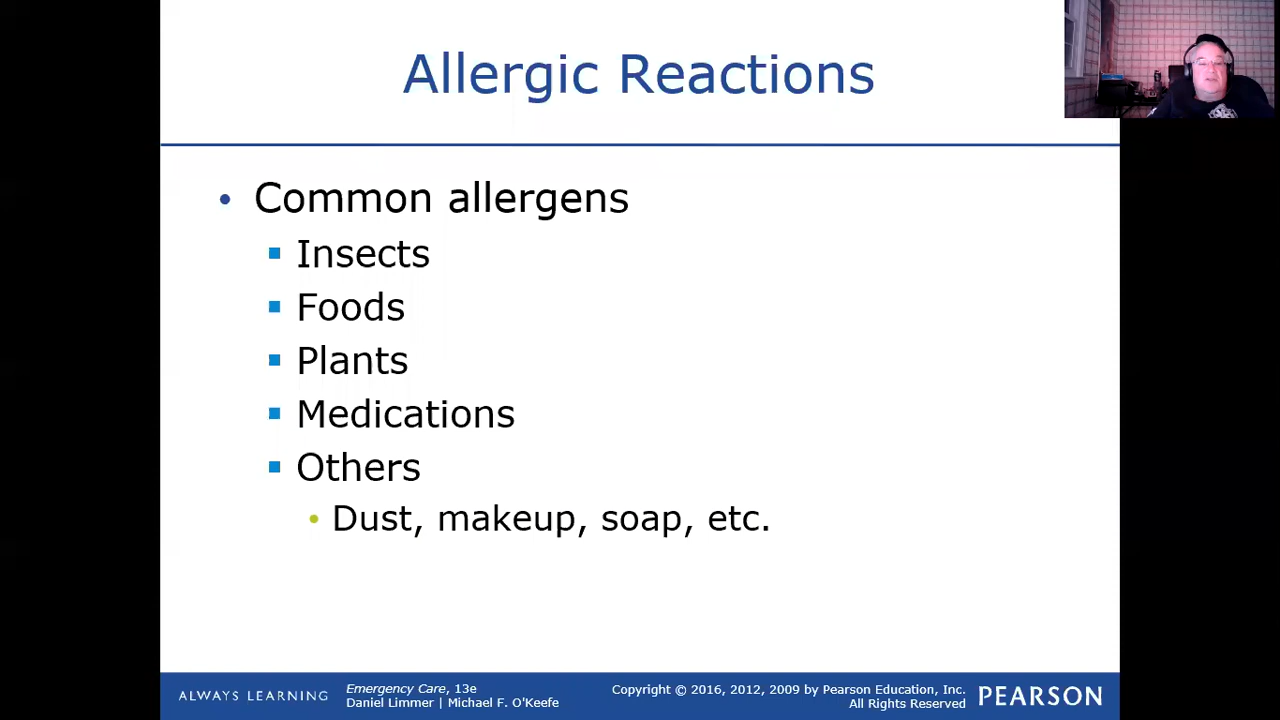 Allergic Reactions
• Common allergens
▪ Insects
▪ Foods
▪ Plants
▪ Medications
▪ Others
• Dust, makeup, soap, etc.
ALWAYS LEARNING
Emergency Care, 13e
Daniel Limmer | Michael F. O'Keefe
Copyright © 2016, 2012, 2009 by Pearson Education, Inc.
All Rights Reserved
PEARSON